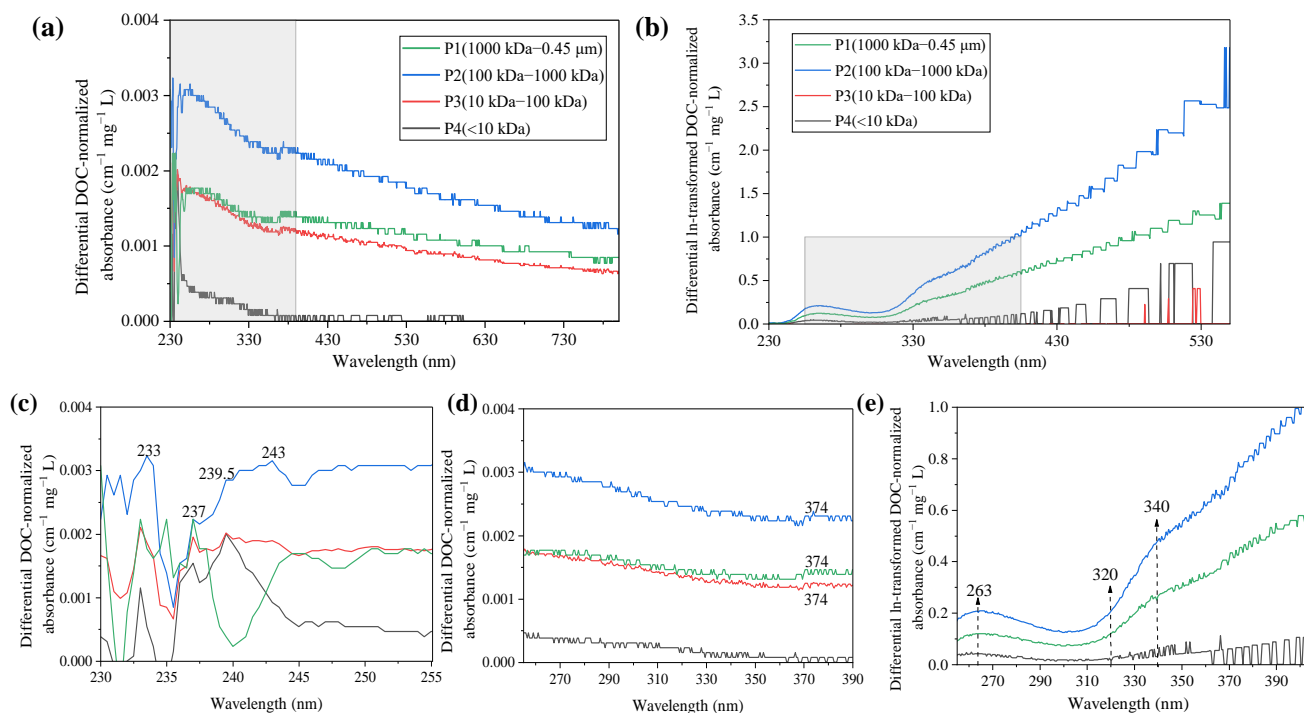 (a)
Differential DOC-normalized
absorbance (cm⁻¹ mg⁻¹ L)
0.004
0.003
0.002
0.001
0.000
P1(1000 kDa−0.45 μm)
P2(100 kDa−1000 kDa)
P3(10 kDa−100 kDa)
P4(<10 kDa)
230 330 430 530 630 730
Wavelength (nm)
(b)
Differential ln-transformed DOC-normalized
absorbance (cm⁻¹ mg⁻¹ L)
3.5
3.0
2.5
2.0
1.5
1.0
0.5
0.0
P1(1000 kDa−0.45 μm)
P2(100 kDa−1000 kDa)
P3(10 kDa−100 kDa)
P4(<10 kDa)
230 330 430 530
Wavelength (nm)
(c)
Differential DOC-normalized
absorbance (cm⁻¹ mg⁻¹ L)
0.004
0.003
0.002
0.001
0.000
233
239.5
243
237
230 235 240 245 250 255
Wavelength (nm)
(d)
Differential DOC-normalized
absorbance (cm⁻¹ mg⁻¹ L)
0.004
0.003
0.002
0.001
0.000
374
374
374
270 290 310 330 350 370 390
Wavelength (nm)
(e)
Differential ln-transformed DOC-normalized
absorbance (cm⁻¹ mg⁻¹ L)
1.0
0.8
0.6
0.4
0.2
0.0
263
320
340
270 290 310 330 350 370 390
Wavelength (nm)